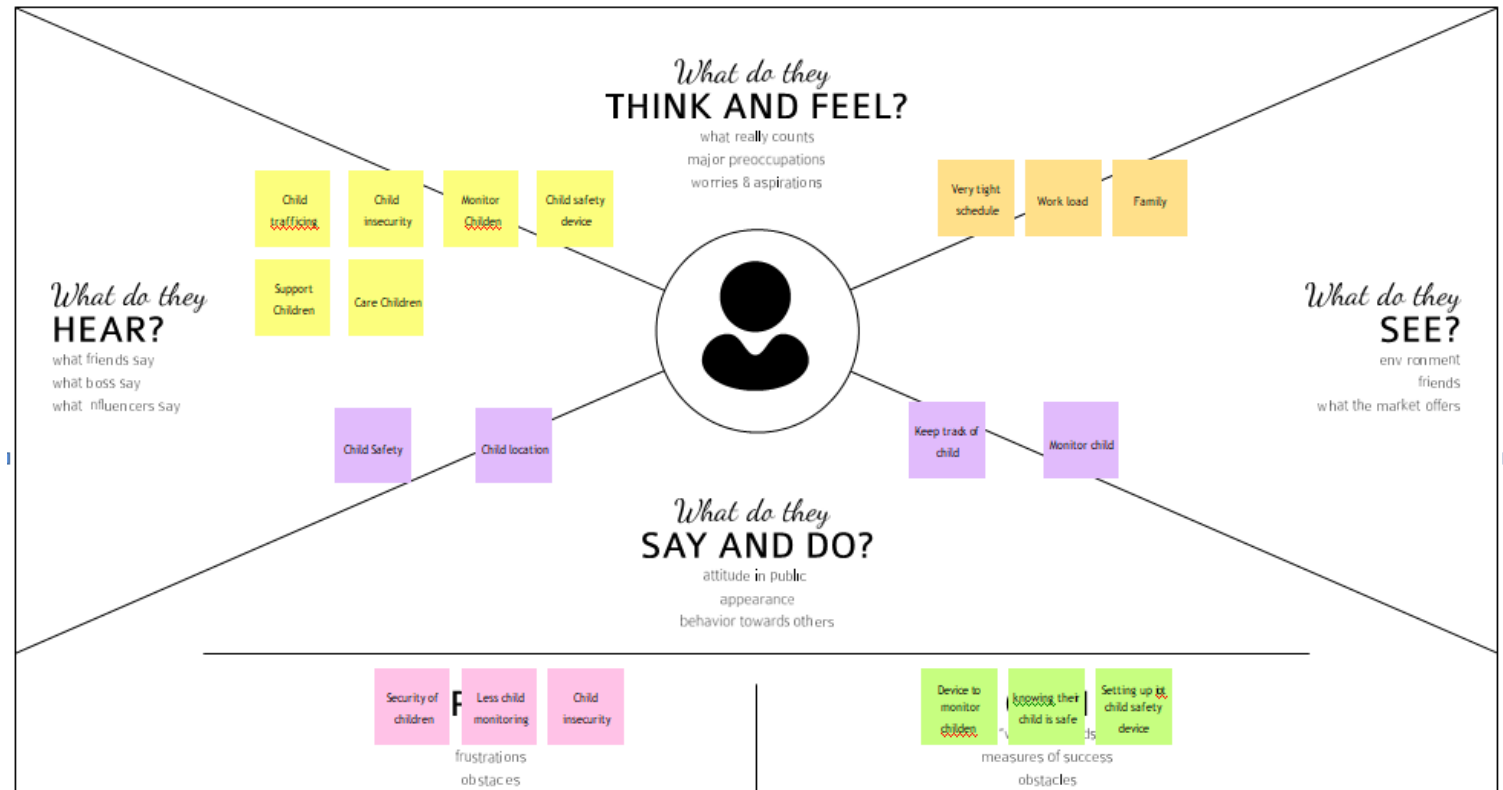 What do they
THINK AND FEEL?
what really counts
major preoccupations
worries & aspirations
Child
trafficing
Child
insecurity
Monitor
Childen
Child safety
device
Support
Children
Care Children
Very tight
schedule
Work load
Family
What do they
HEAR?
what friends say
what boss say
what nfluencers say
What do they
SEE?
env ronment
friends
what the market offers
Child Safety
Child location
Keep track of
child
Monitor child
What do they
SAY AND DO?
attitude in public
appearance
behavior towards others
Security of
children
Less child
monitoring
Child
insecurity
frustrations
obstac es
Device to
monitor
childen
knowing their
child is safe
Setting up iot
child safety
device
measures of success
obstacles